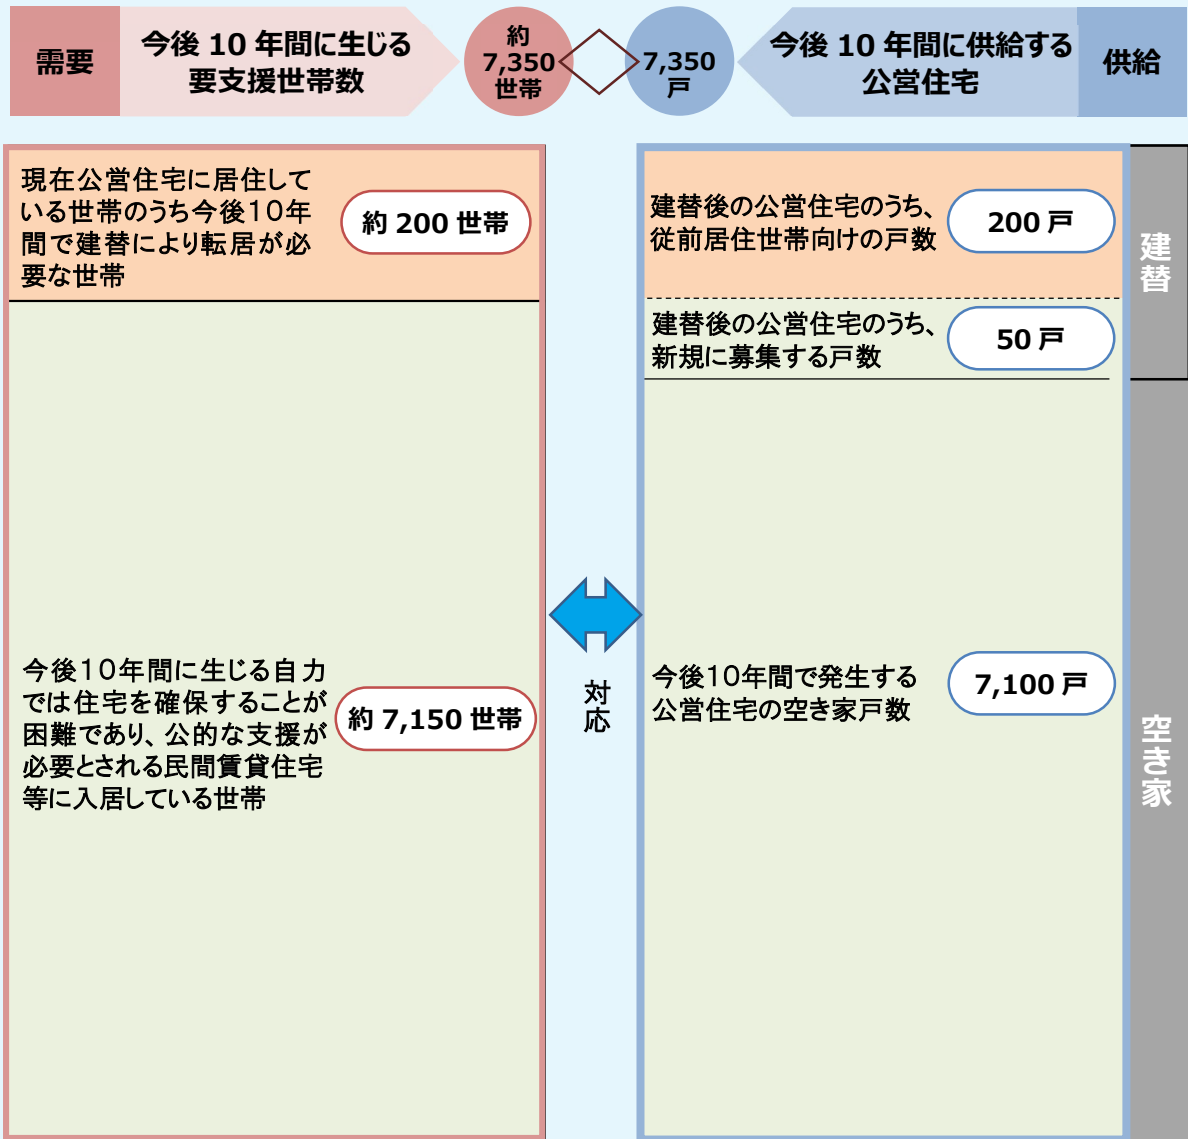 需要
今後 10 年間に生じる
要支援世帯数
約
7,350
世帯
7,350
戸
今後 10 年間に供給する
公営住宅
供給
現在公営住宅に居住して
いる世帯のうち今後10年
間で建替により転居が必
要な世帯
約 200 世帯
今後10年間に生じる自力
では住宅を確保することが
困難であり、公的な支援が
必要とされる民間賃貸住宅
等に入居している世帯
約 7,150 世帯
対応
建替後の公営住宅のうち、
従前居住世帯向けの戸数
200 戸
建替後の公営住宅のうち、
新規に募集する戸数
50 戸
今後10年間で発生する
公営住宅の空き家戸数
7,100 戸
建替
空き家